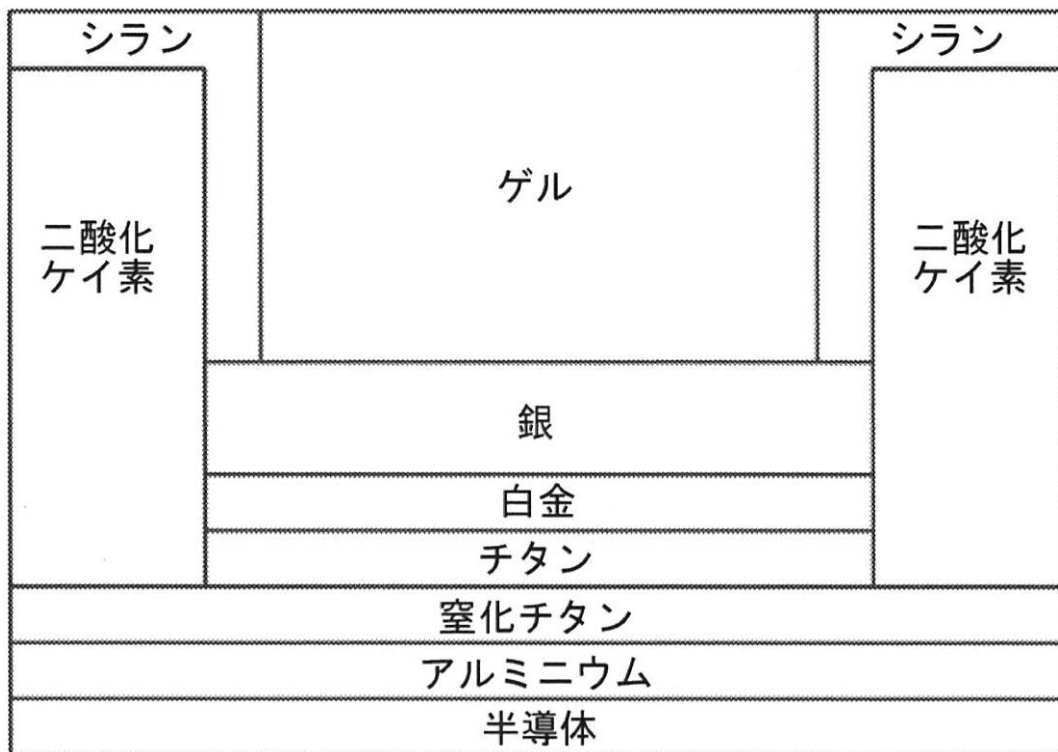 シラン
シラン
ゲル
二酸化
ケイ素
二酸化
ケイ素
銀
白金
チタン
窒化チタン
アルミニウム
半導体